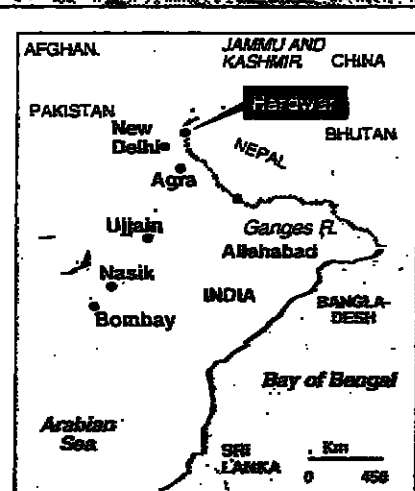 AFGHAN.
JAMMU AND
KASHMIR
CHINA
PAKISTAN
Hardwar
New
Delhi
NEPAL
BHUTAN
Agra
Ujjain
Ganges R.
Allahabad
Nasik
INDIA
BANGLA-
DESH
Bombay
Bay of Bengal
Arabian
Sea
SRI
LANKA
Km
0 456